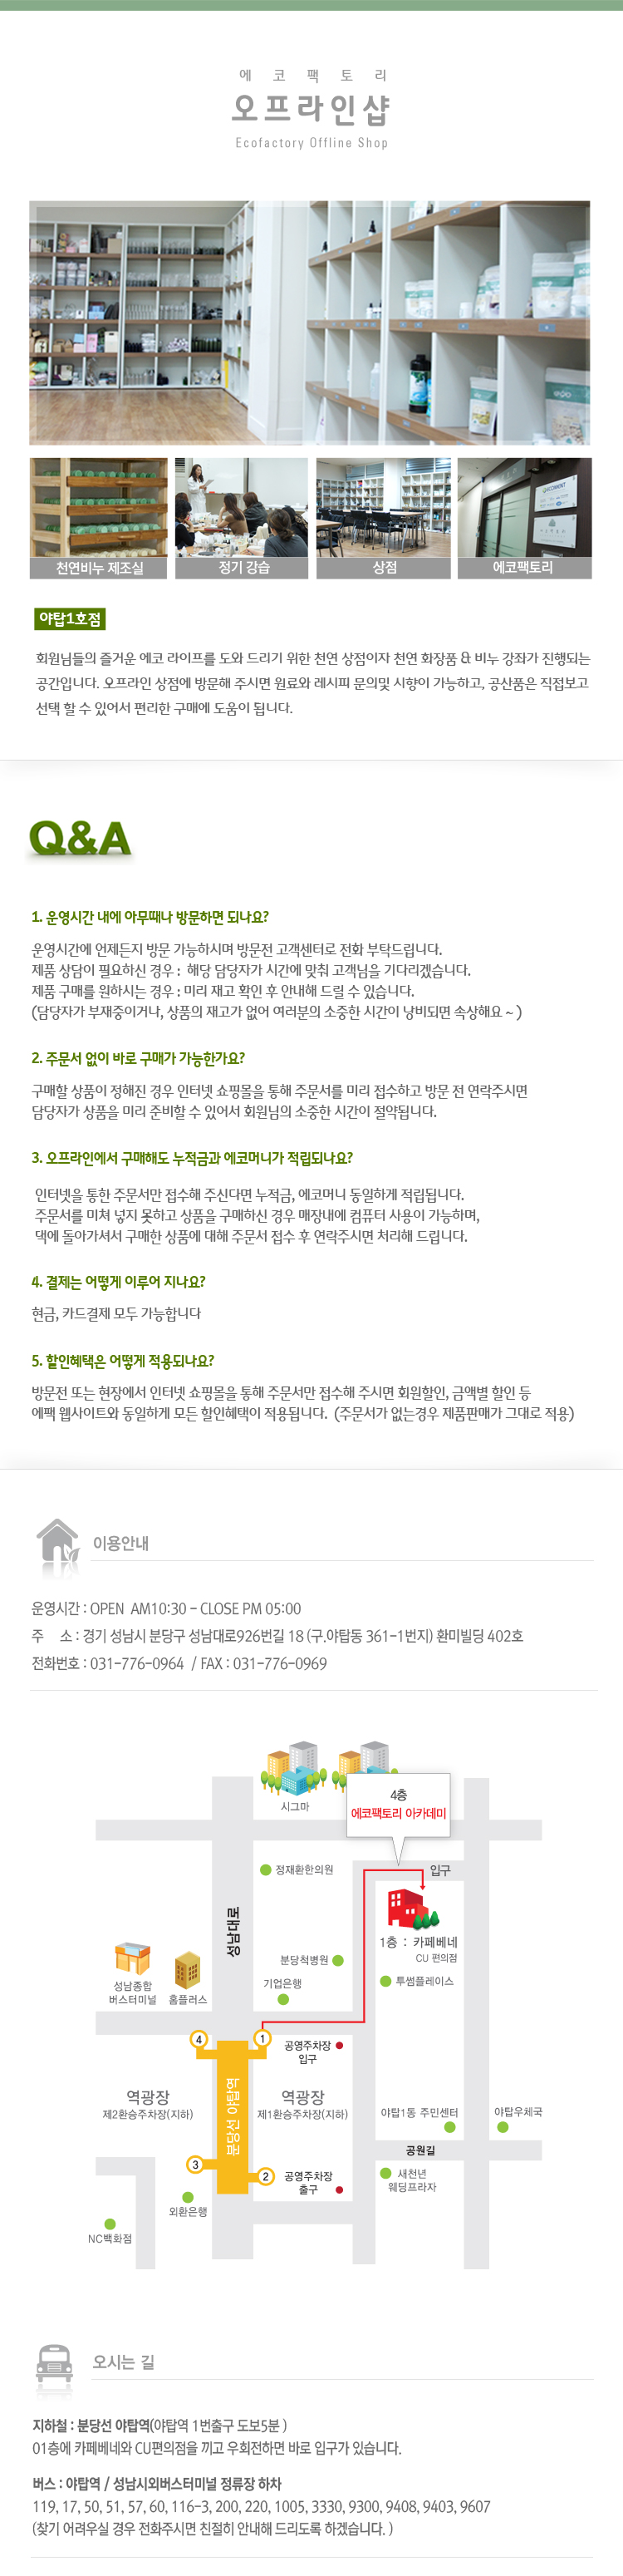 에 코 팩 토 리
오프라인샵
Ecofactory Offline Shop
천연비누 제조실
정기 강습
상점
에코팩토리
야탑1호점
회원님들의 즐거운 에코 라이프를 도와 드리기 위한 천연 상점이자 천연 화장품 & 비누 강좌가 진행되는
공간입니다. 오프라인 상점에 방문해 주시면 원료와 레시피 문의및 시향이 가능하고, 공산품은 직접보고
선택 할 수 있어서 편리한 구매에 도움이 됩니다.
Q&A
1. 운영시간 내에 아무때나 방문하면 되나요?
운영시간에 언제든지 방문 가능하시며 방문전 고객센터로 전화 부탁드립니다.
제품 상담이 필요하신 경우 : 해당 담당자가 시간에 맞춰 고객님을 기다리겠습니다.
제품 구매를 원하시는 경우 : 미리 재고 확인 후 안내해 드릴 수 있습니다.
(담당자가 부재중이거나, 상품의 재고가 없어 여러분의 소중한 시간이 낭비되면 속상해요 ~ )
2. 주문서 없이 바로 구매가 가능한가요?
구매할 상품이 정해진 경우 인터넷 쇼핑몰을 통해 주문서를 미리 접수하고 방문 전 연락주시면
담당자가 상품을 미리 준비할 수 있어서 회원님의 소중한 시간이 절약됩니다.
3. 오프라인에서 구매해도 누적금과 에코머니가 적립되나요?
인터넷을 통한 주문서만 접수해 주신다면 누적금, 에코머니 동일하게 적립됩니다.
주문서를 미쳐 넣지 못하고 상품을 구매하신 경우 매장내에 컴퓨터 사용이 가능하며,
댁에 돌아가셔서 구매한 상품에 대해 주문서 접수 후 연락주시면 처리해 드립니다.
4. 결제는 어떻게 이루어 지나요?
현금, 카드결제 모두 가능합니다
5. 할인혜택은 어떻게 적용되나요?
방문전 또는 현장에서 인터넷 쇼핑몰을 통해 주문서만 접수해 주시면 회원할인, 금액별 할인 등
에팩 웹사이트와 동일하게 모든 할인혜택이 적용됩니다. (주문서가 없는경우 제품판매가 그대로 적용)
이용안내
운영시간 : OPEN AM10:30 - CLOSE PM 05:00
주 소 : 경기 성남시 분당구 성남대로926번길 18 (구.야탑동 361-1번지) 환미빌딩 402호
전화번호 : 031-776-0964 / FAX : 031-776-0969
시그마
4층
에코팩토리 아카데미
정재환한의원
입구
성남대로
1층 : 카페베네
CU 편의점
분당척병원
기업은행
투썸플레이스
성남종합
버스터미널
홈플러스
4
1
공영주차장
입구
역광장
제2환승주차장(지하)
분당선 야탑역
역광장
제1환승주차장(지하)
야탑1동 주민센터
야탑우체국
공원길
3
2
공영주차장
출구
새천년
웨딩프라자
외환은행
NC백화점
오시는 길
지하철 : 분당선 야탑역(야탑역 1번출구 도보5분 )
01층에 카페베네와 CU편의점을 끼고 우회전하면 바로 입구가 있습니다.
버스 : 야탑역 / 성남시외버스터미널 정류장 하차
119, 17, 50, 51, 57, 60, 116-3, 200, 220, 1005, 3330, 9300, 9408, 9403, 9607
(찾기 어려우실 경우 전화주시면 친절히 안내해 드리도록 하겠습니다. )